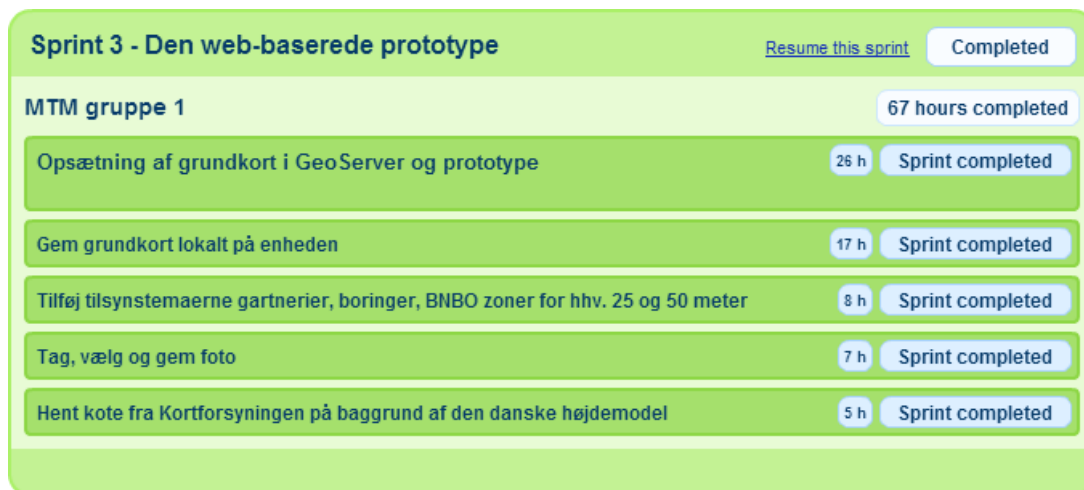 Sprint 3 - Den web-baserede prototype Resume this sprint Completed
MTM gruppe 1 67 hours completed
Opsætning af grundkort i GeoServer og prototype 26 h Sprint completed
Gem grundkort lokalt på enheden 17 h Sprint completed
Tilføj tilsynstemaerne gartnerier, boringer, BNBO zoner for hhv. 25 og 50 meter 8 h Sprint completed
Tag, vælg og gem foto 7 h Sprint completed
Hent kote fra Kortforsyningen på baggrund af den danske højdemodel 5 h Sprint completed